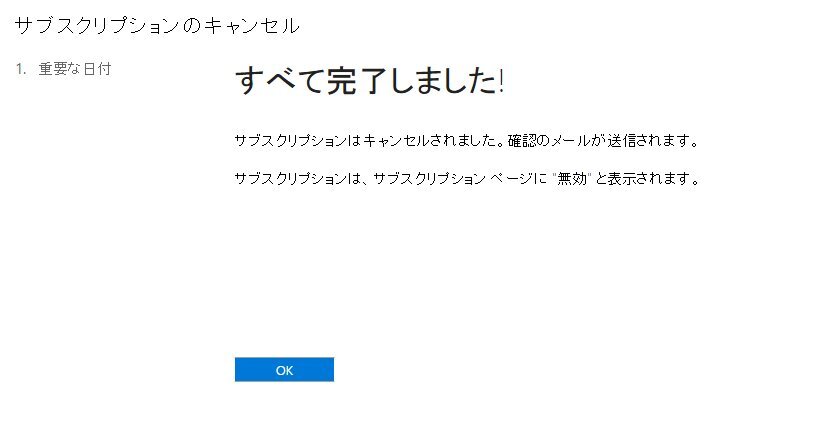 サブスクリプションのキャンセル
1. 重要な日付
すべて完了しました!
サブスクリプションはキャンセルされました。確認のメールが送信されます。
サブスクリプションは、サブスクリプション ページに "無効" と表示されます。
OK